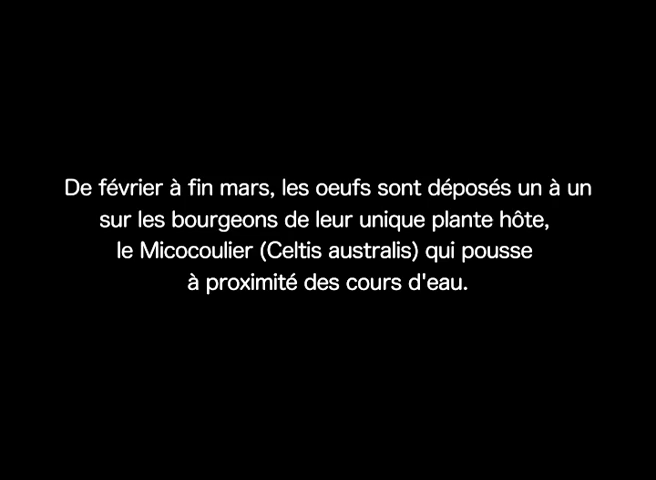 De février à fin mars, les oeufs sont déposés un à un
sur les bourgeons de leur unique plante hôte,
le Micocoulier (Celtis australis) qui pousse
à proximité des cours d'eau.